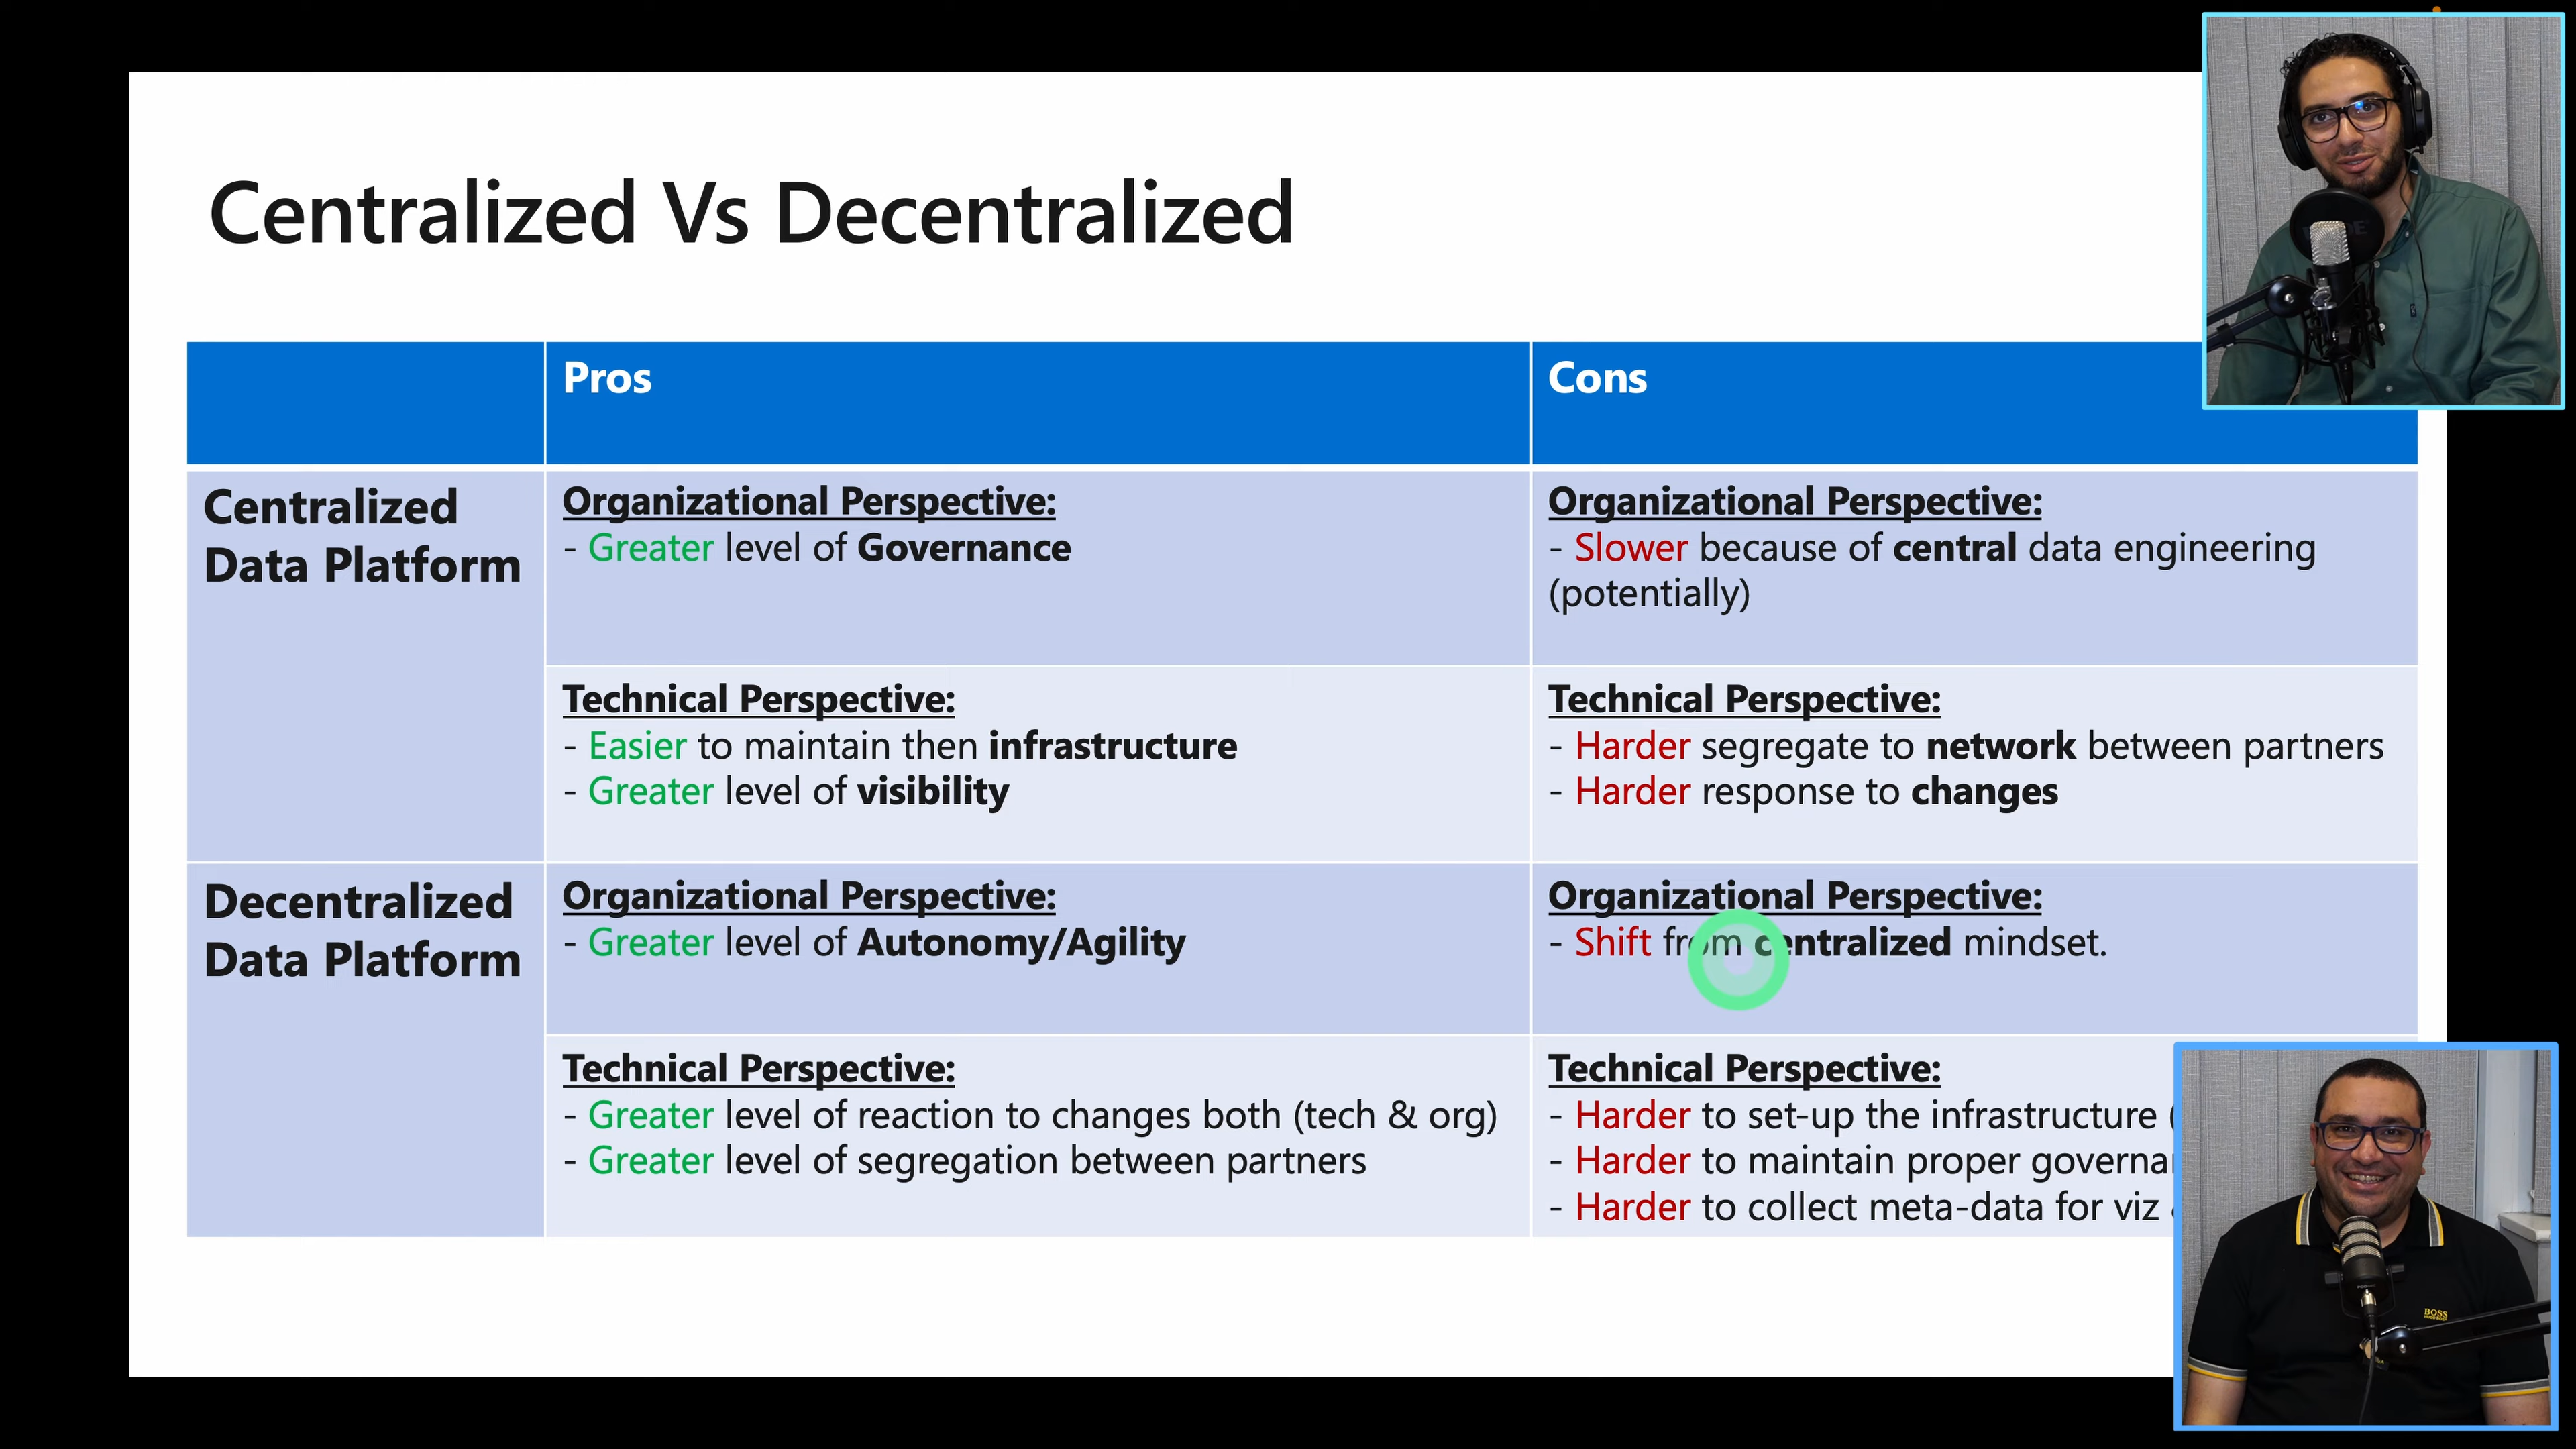 Centralized Vs Decentralized
Pros
Cons
Centralized
Data Platform
Organizational Perspective:
- Greater level of Governance
Organizational Perspective:
- Slower because of central data engineering
(potentially)
Technical Perspective:
- Easier to maintain then infrastructure
- Greater level of visibility
Technical Perspective:
- Harder segregate to network between partners
- Harder response to changes
Decentralized
Data Platform
Organizational Perspective:
- Greater level of Autonomy/Agility
Organizational Perspective:
- Shift from centralized mindset.
Technical Perspective:
- Greater level of reaction to changes both (tech & org)
- Greater level of segregation between partners
Technical Perspective:
- Harder to set-up the infrastructure (
- Harder to maintain proper
- Harder to collect meta-data for viz
BOSS